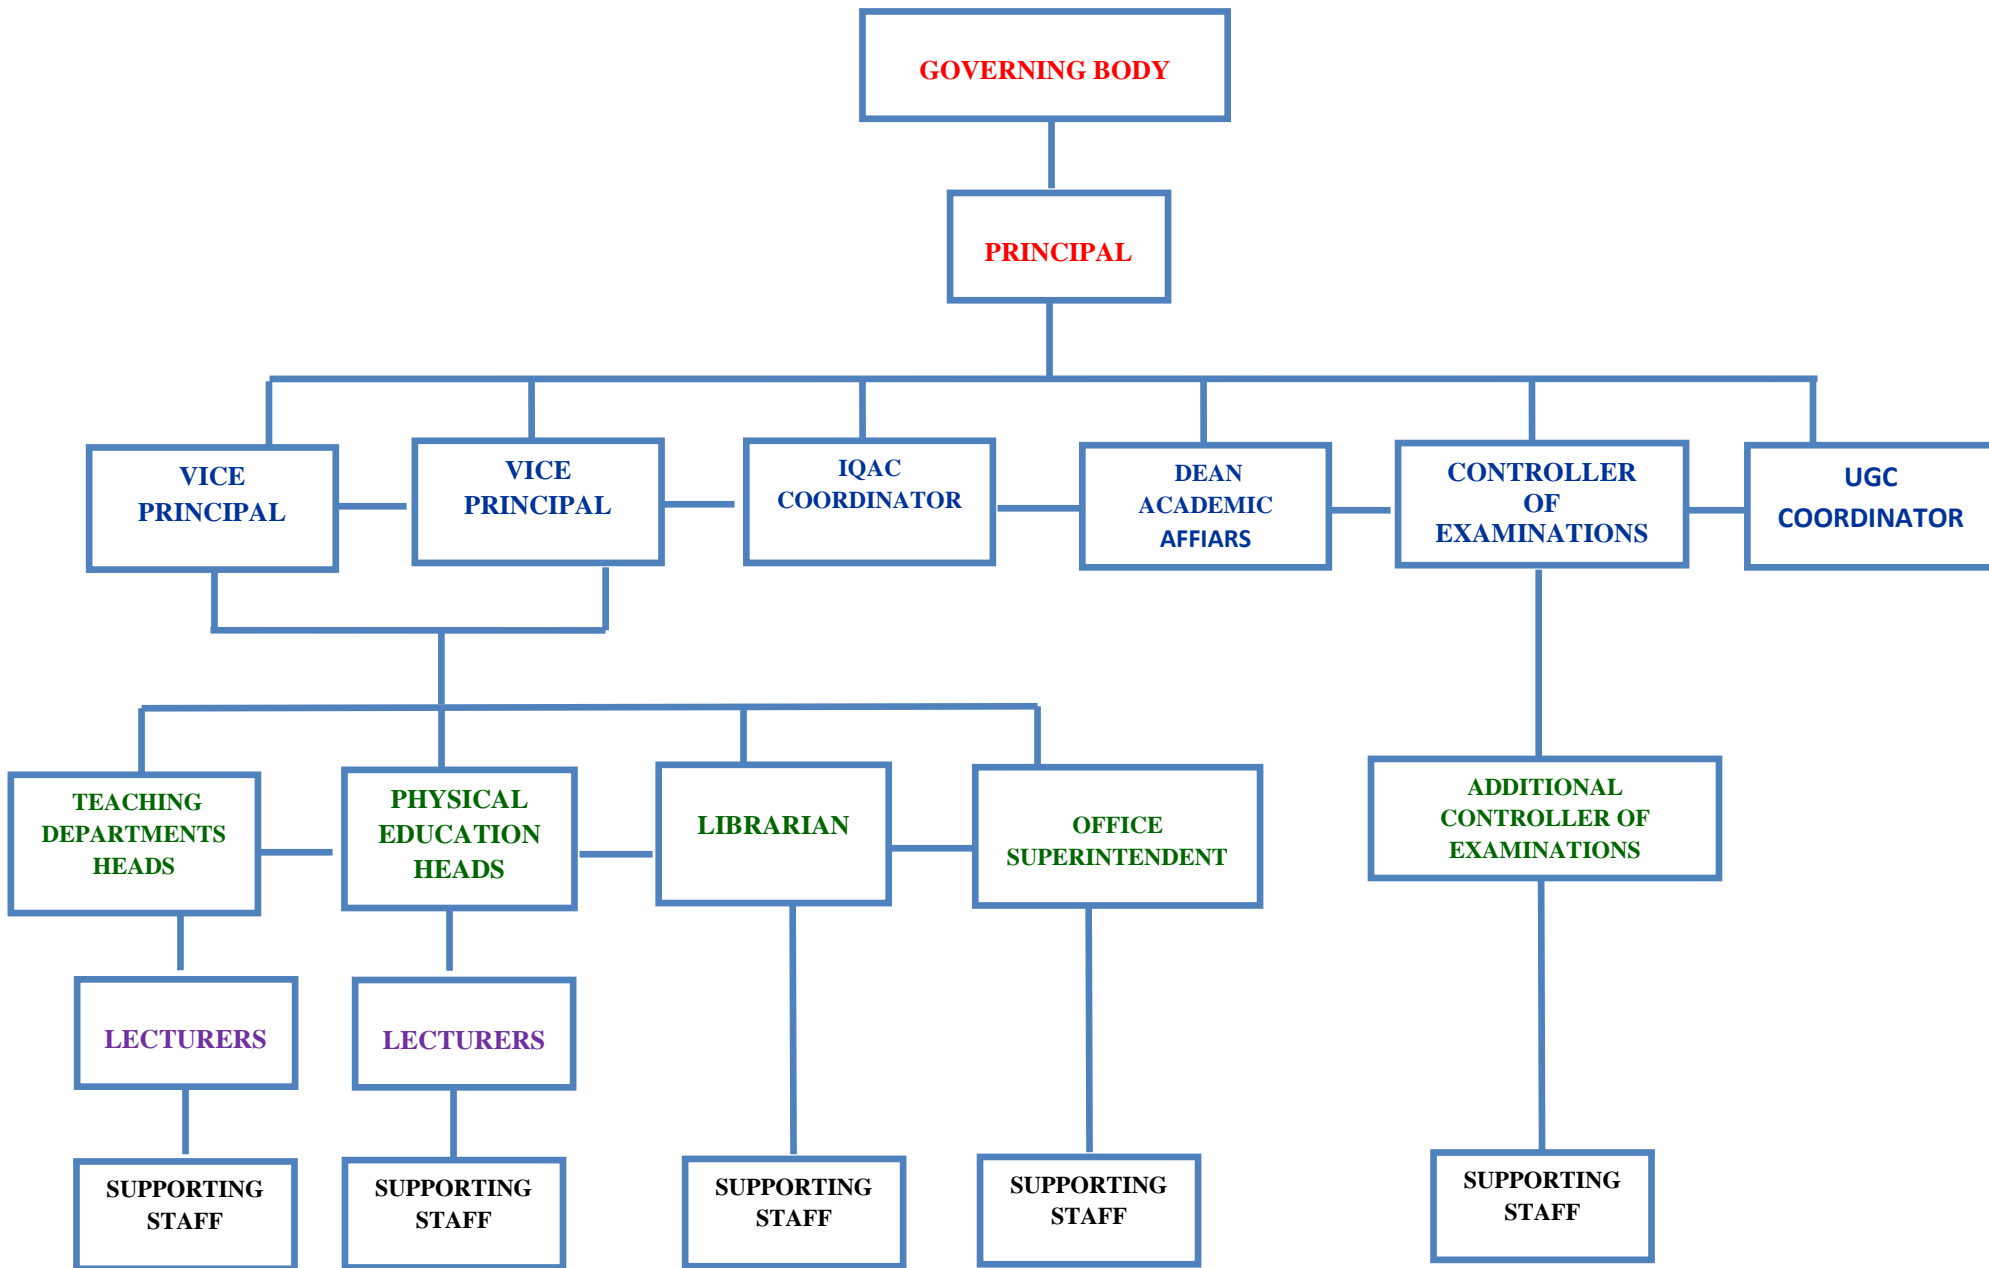 GOVERNING BODY
PRINCIPAL
VICE
PRINCIPAL
VICE
PRINCIPAL
IQAC
COORDINATOR
DEAN
ACADEMIC
AFFIARS
CONTROLLER
OF
EXAMINATIONS
UGC
COORDINATOR
TEACHING
DEPARTMENTS
HEADS
PHYSICAL
EDUCATION
HEADS
LIBRARIAN
OFFICE
SUPERINTENDENT
ADDITIONAL
CONTROLLER OF
EXAMINATIONS
LECTURERS
LECTURERS
SUPPORTING
STAFF
SUPPORTING
STAFF
SUPPORTING
STAFF
SUPPORTING
STAFF
SUPPORTING
STAFF